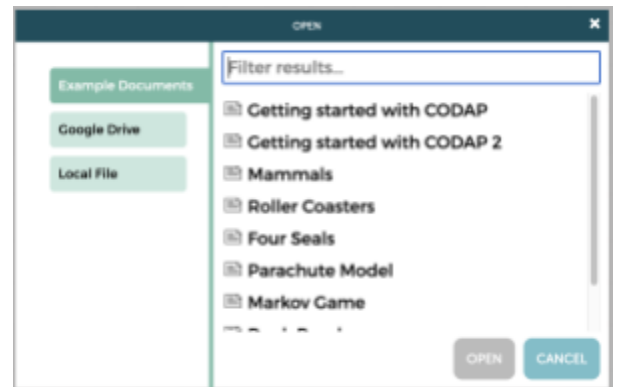 OPEN
Example Documents
Google Drive
Local File
Filter results...
Getting started with CODAP
Getting started with CODAP 2
Mammals
Roller Coasters
Four Seals
Parachute Model
Markov Game
OPEN
CANCEL